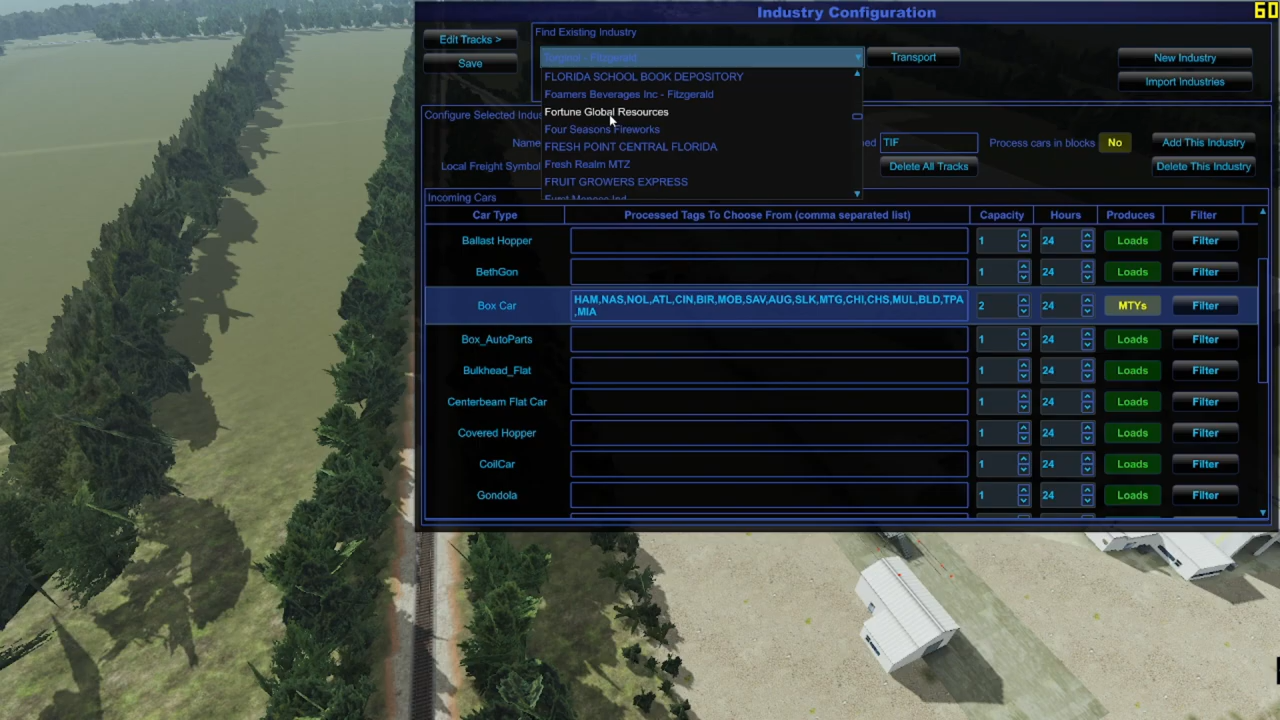 Industry Configuration
60
Edit Tracks >
Save
Find Existing Industry
Transport
New Industry
Import Industries
FLORIDA SCHOOL BOOK DEPOSITORY
Foamers Beverages Inc - Fitzgerald
Fortune Global Resources
Four Seasons Fireworks
FRESH POINT CENTRAL FLORIDA
Fresh Realm MTZ
FRUIT GROWERS EXPRESS
Configure Selected
Name
TIF
Process cars in blocks
No
Add This Industry
Local Freight Symbol
Delete All Tracks
Delete This Industry
Incoming Cars
Car Type
Processed Tags To Choose From (comma separated list)
Capacity
Hours
Produces
Filter
Ballast Hopper 1 24 Loads Filter
BethGon 1 24 Loads Filter
Box Car HAM,NAS,NOL,ATL,CIN,BIR,MOB,SAV,AUG,SLK,MTG,CHI,CHS,MUL,BLD,TPA
,MIA 2 24 MTYs Filter
Box_AutoParts 1 24 Loads Filter
Bulkhead_Flat 1 24 Loads Filter
Centerbeam Flat Car 1 24 Loads Filter
Covered Hopper 1 24 Loads Filter
CoilCar 1 24 Loads Filter
Gondola 1 24 Loads Filter